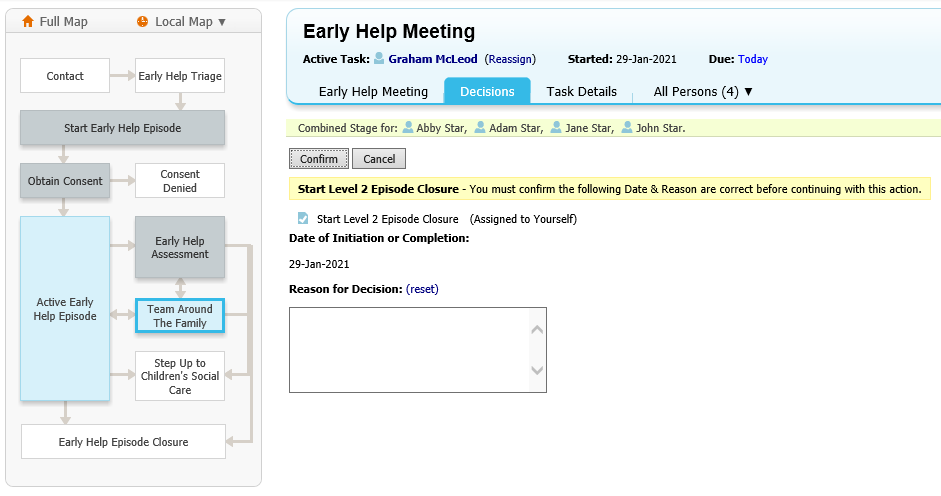 Full Map
Local Map ▼
Contact
Early Help Triage
Start Early Help Episode
Obtain Consent
Consent
Denied
Active Early
Help Episode
Early Help
Assessment
Team Around
The Family
Step Up to
Children's Social
Care
Early Help Episode Closure
Early Help Meeting
Active Task: Graham McLeod (Reassign) Started: 29-Jan-2021 Due: Today
Early Help Meeting Decisions Task Details All Persons (4) ▼
Combined Stage for: Abby Star, Adam Star, Jane Star, John Star.
Confirm Cancel
Start Level 2 Episode Closure - You must confirm the following Date & Reason are correct before continuing with this action.
Start Level 2 Episode Closure (Assigned to Yourself)
Date of Initiation or Completion:
29-Jan-2021
Reason for Decision: (reset)